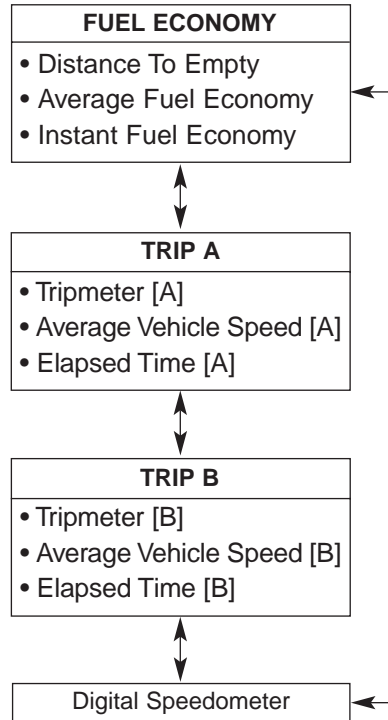 FUEL ECONOMY
• Distance To Empty
• Average Fuel Economy
• Instant Fuel Economy
TRIP A
• Tripmeter [A]
• Average Vehicle Speed [A]
• Elapsed Time [A]
TRIP B
• Tripmeter [B]
• Average Vehicle Speed [B]
• Elapsed Time [B]
Digital Speedometer